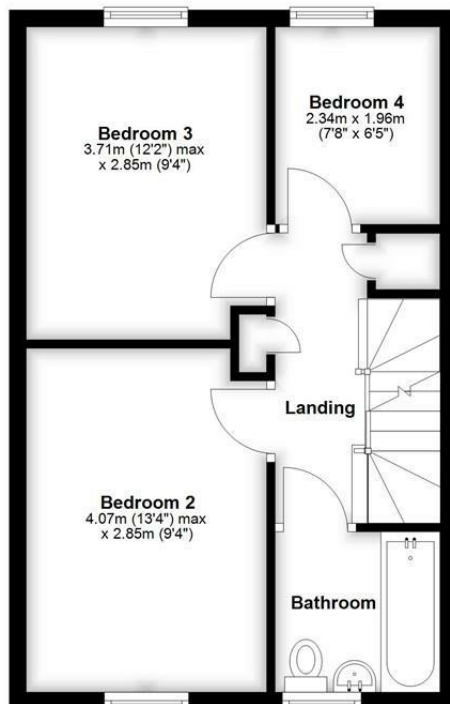 Bedroom 3
3.71m (12'2") max
x 2.85m (9'4")
Bedroom 4
2.34m x 1.96m
(7'8" x 6'5")
Landing
Bedroom 2
4.07m (13'4") max
x 2.85m (9'4")
Bathroom